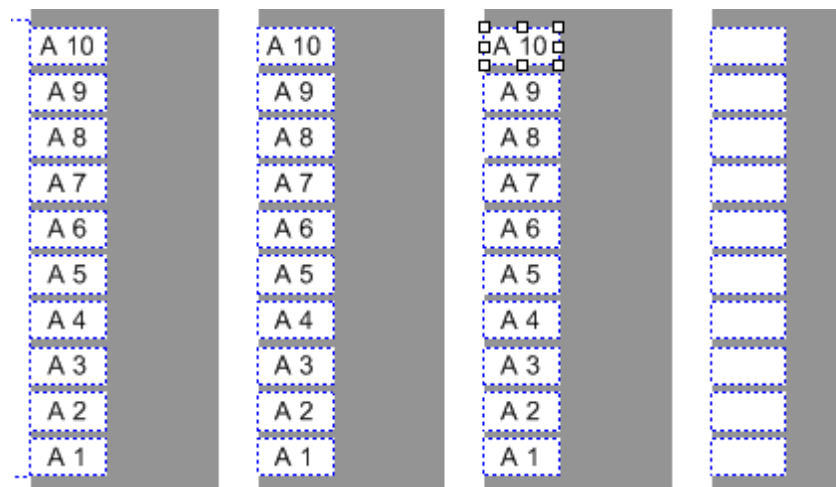 A 10 A 10 A 10
A 9 A 9 A 9
A 8 A 8 A 8
A 7 A 7 A 7
A 6 A 6 A 6
A 5 A 5 A 5
A 4 A 4 A 4
A 3 A 3 A 3
A 2 A 2 A 2
A 1 A 1 A 1